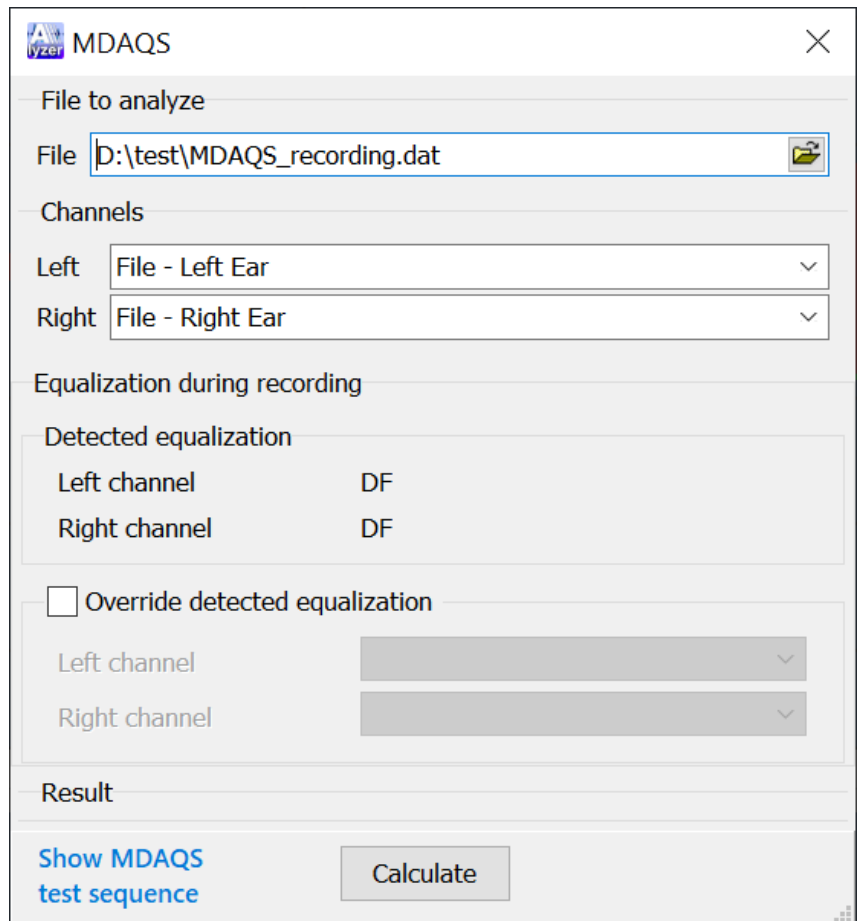 Alyzer MDAQS
File to analyze
File D:\test\MDAQS_recording.dat
Channels
Left File - Left Ear
Right File - Right Ear
Equalization during recording
Detected equalization
Left channel DF
Right channel DF
Override detected equalization
Left channel
Right channel
Result
Show MDAQS
test sequence
Calculate